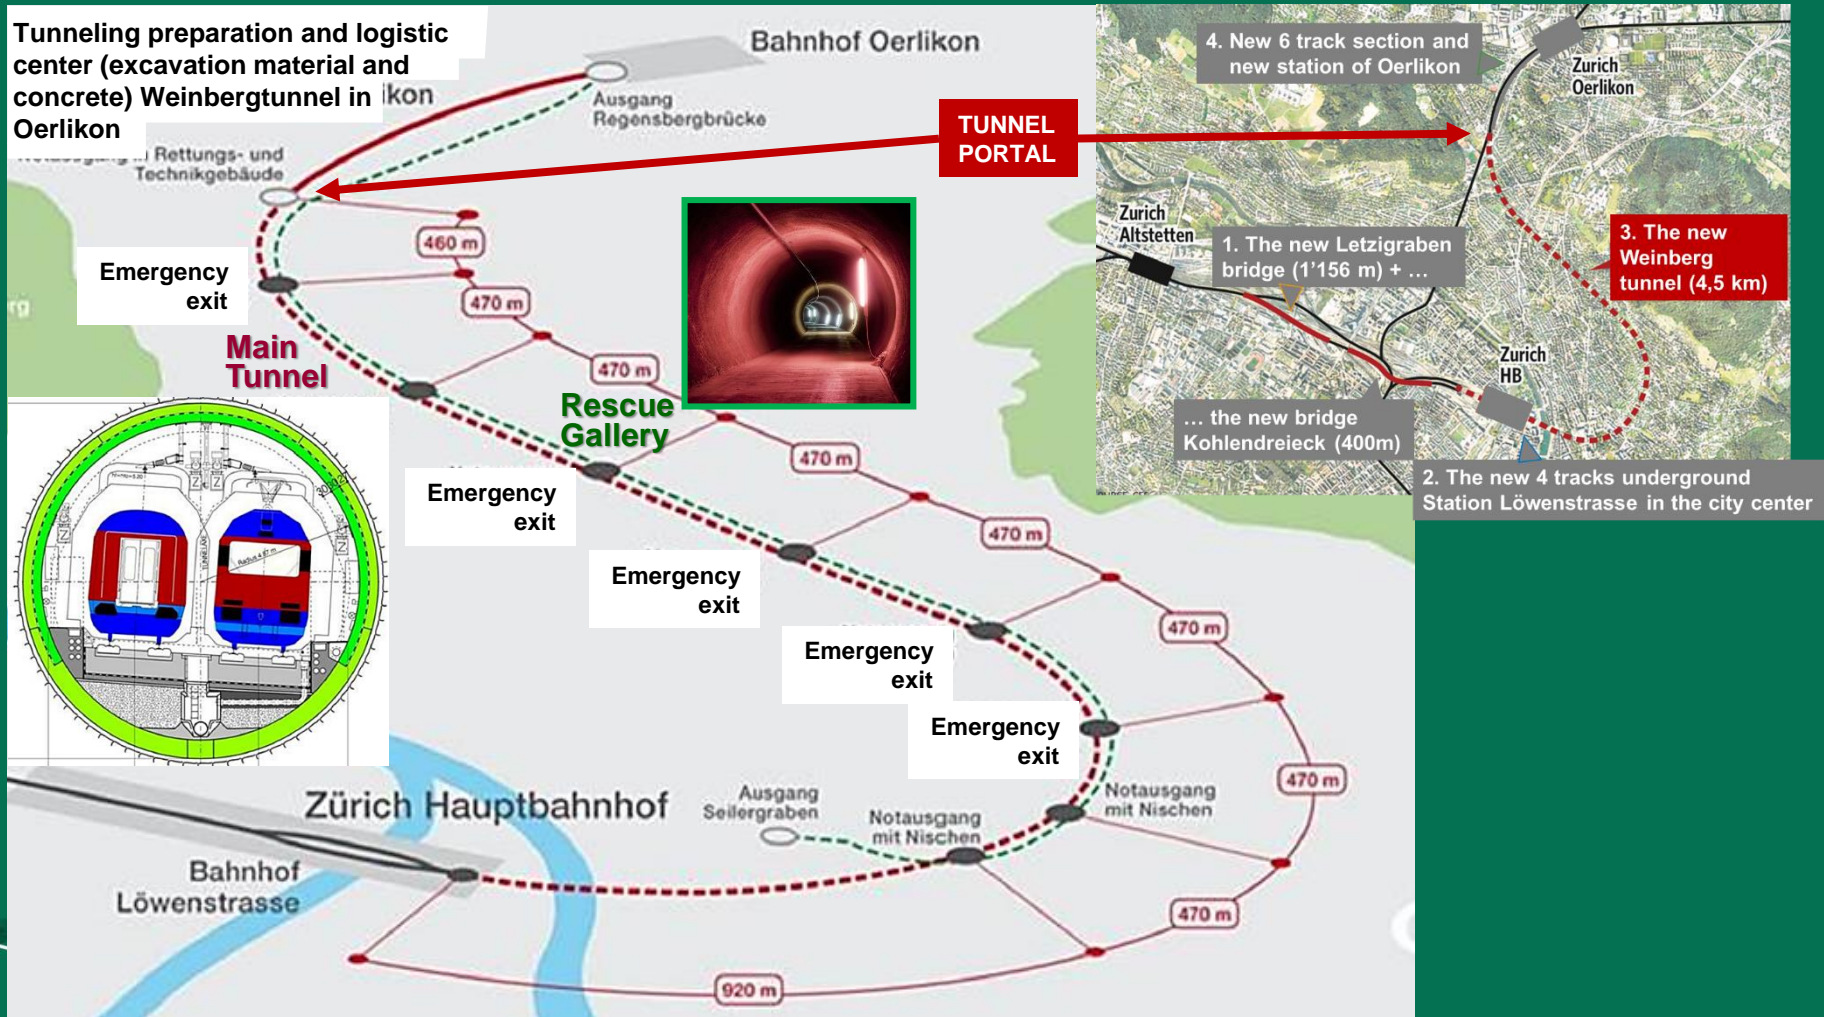 Tunneling preparation and logistic
center (excavation material and
concrete) Weinbergtunnel in
Oerlikon
Bahnhof Oerlikon
Ausgang
Regensbergbrücke
Rettungs- und
Technikgebäude
TUNNEL
PORTAL
460 m
Emergency
exit
470 m
Main
Tunnel
470 m
Rescue
Gallery
470 m
Emergency
exit
470 m
Emergency
exit
470 m
Emergency
exit
Emergency
exit
470 m
Notausgang
mit Nischen
Notausgang
mit Nischen
Ausgang
Seilergraben
Zürich Hauptbahnhof
Bahnhof
Löwenstrasse
470 m
920 m
4. New 6 track section and
new station of Oerlikon
Zurich
Oerlikon
Zurich
Altstetten
1. The new Letzigraben
bridge (1'156 m) + ...
3. The new
Weinberg
tunnel (4,5 km)
Zurich
HB
... the new bridge
Kohlendreieck (400m)
2. The new 4 tracks underground
Station Löwenstrasse in the city center